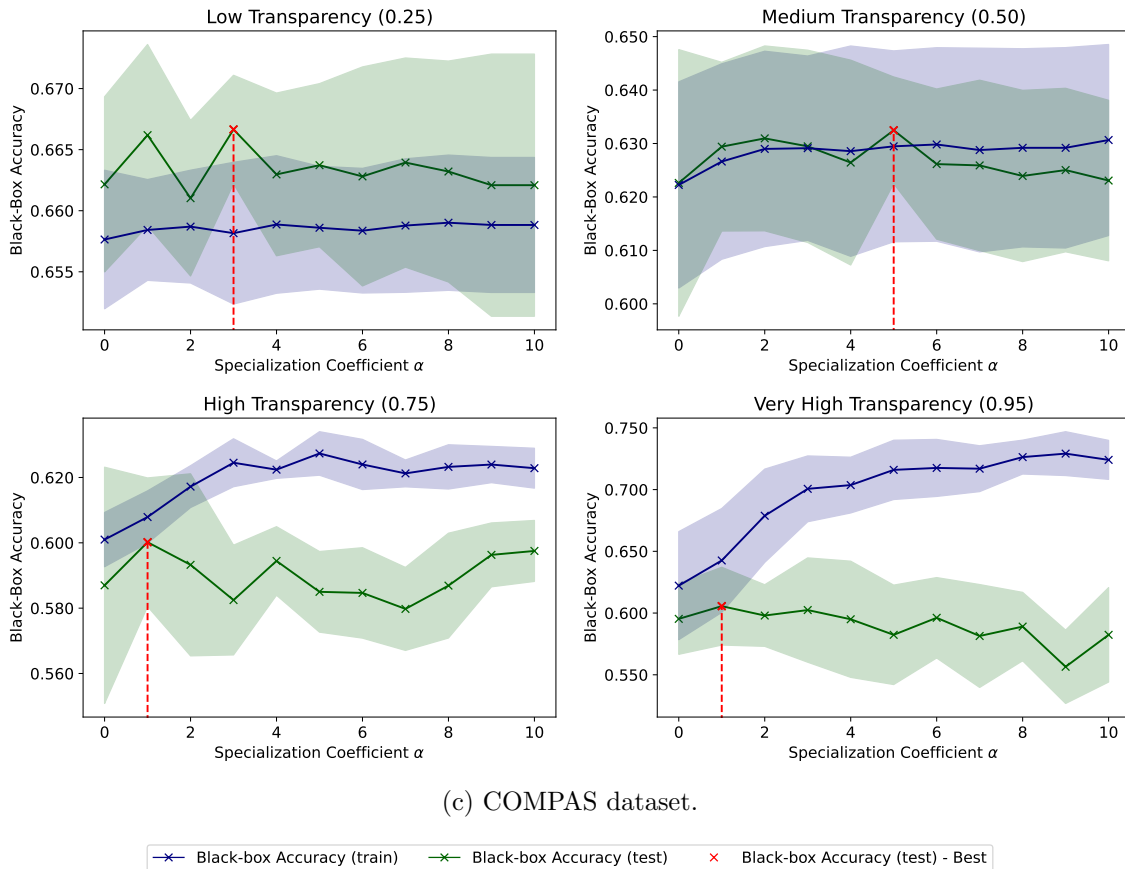 Low Transparency (0.25)
Black-Box Accuracy
0.670
0.665
0.660
0.655
0 2 4 6 8 10
Specialization Coefficient α
Medium Transparency (0.50)
Black-Box Accuracy
0.650
0.640
0.630
0.620
0.610
0.600
0 2 4 6 8 10
Specialization Coefficient α
High Transparency (0.75)
Black-Box Accuracy
0.620
0.600
0.580
0.560
0 2 4 6 8 10
Specialization Coefficient α
Very High Transparency (0.95)
Black-Box Accuracy
0.750
0.700
0.650
0.600
0.550
0 2 4 6 8 10
Specialization Coefficient α
(c) COMPAS dataset.
Black-box Accuracy (train) Black-box Accuracy (test) Black-box Accuracy (test) - Best